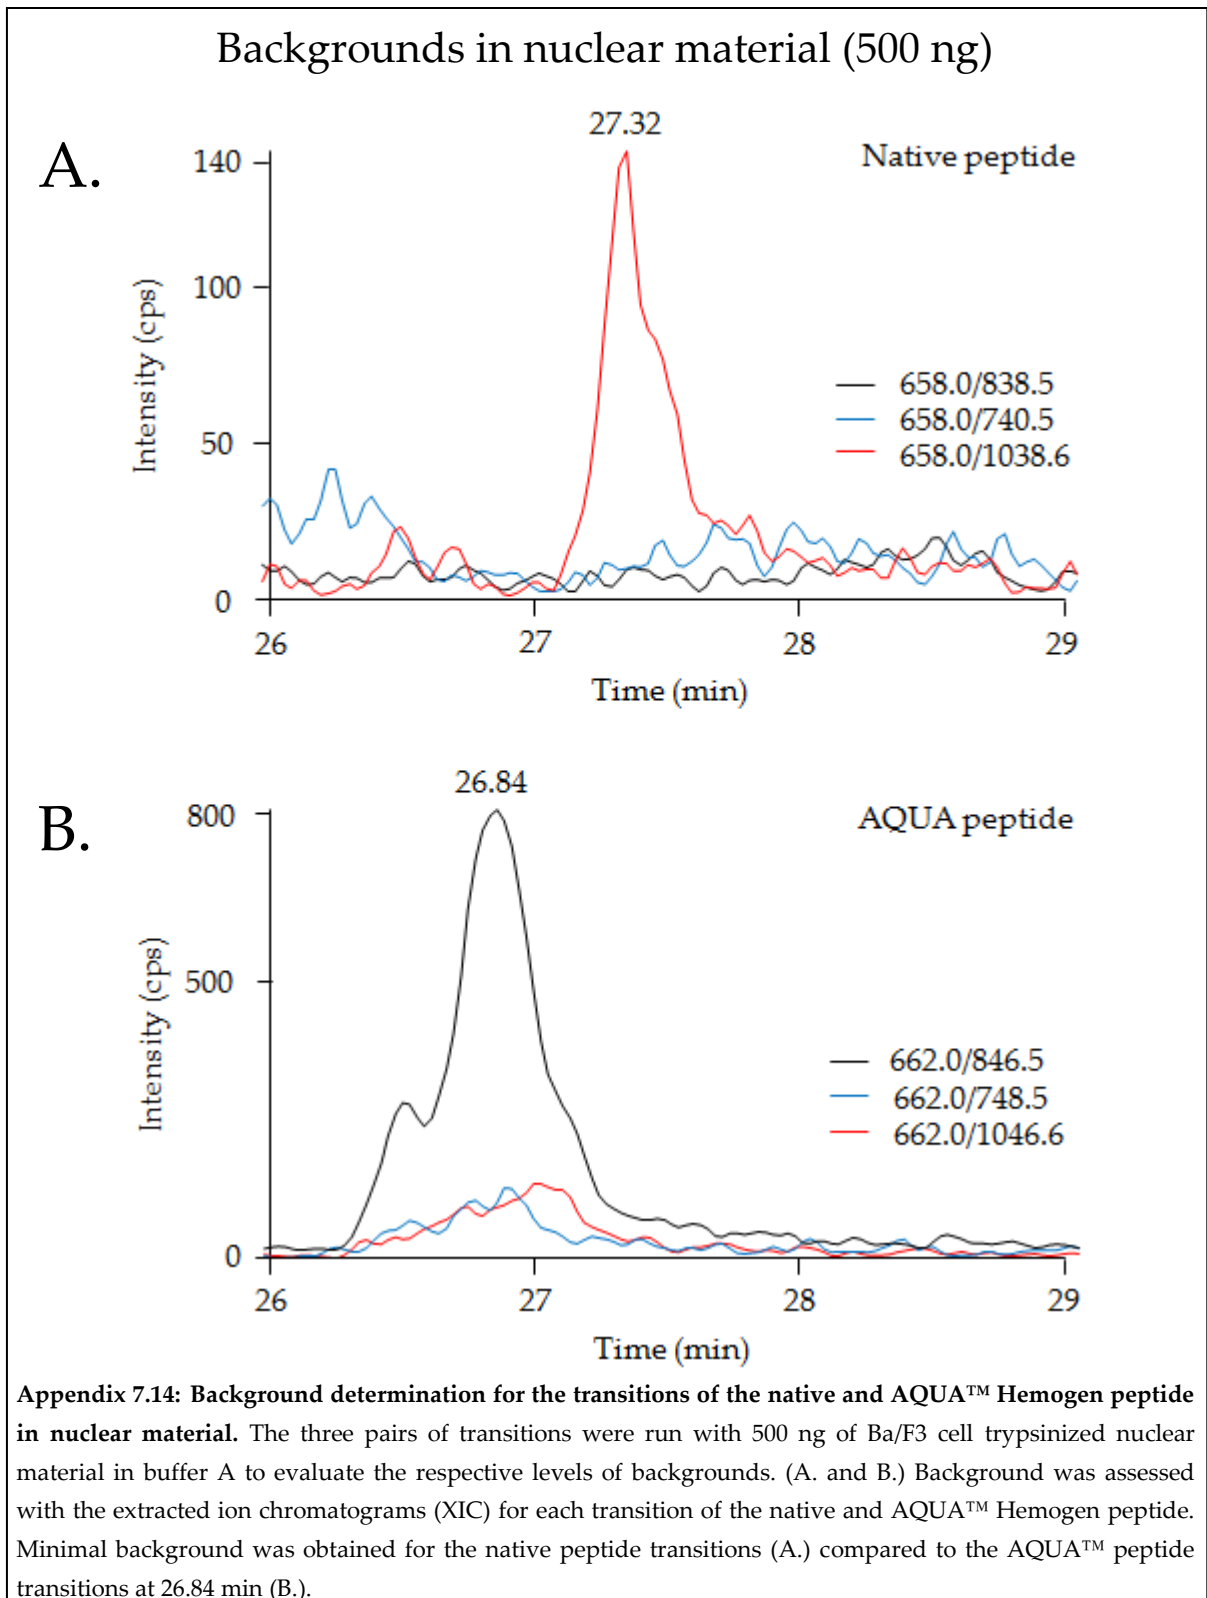 Backgrounds in nuclear material (500 ng)
A.
27.32
Native peptide
140
100
50
0
Intensity (cps)
658.0/838.5
658.0/740.5
658.0/1038.6
26 27 28 29
Time (min)
B.
26.84
AQUA peptide
800
500
0
Intensity (cps)
662.0/846.5
662.0/748.5
662.0/1046.6
26 27 28 29
Time (min)
Appendix 7.14: Background determination for the transitions of the native and AQUA™ Hemogen peptide
in nuclear material. The three pairs of transitions were run with 500 ng of Ba/F3 cell trypsinized nuclear
material in buffer A to evaluate the respective levels of backgrounds. (A. and B.) Background was assessed
with the extracted ion chromatograms (XIC) for each transition of the native and AQUA™ Hemogen peptide.
Minimal background was obtained for the native peptide transitions (A.) compared to the AQUA™ peptide
transitions at 26.84 min (B.).